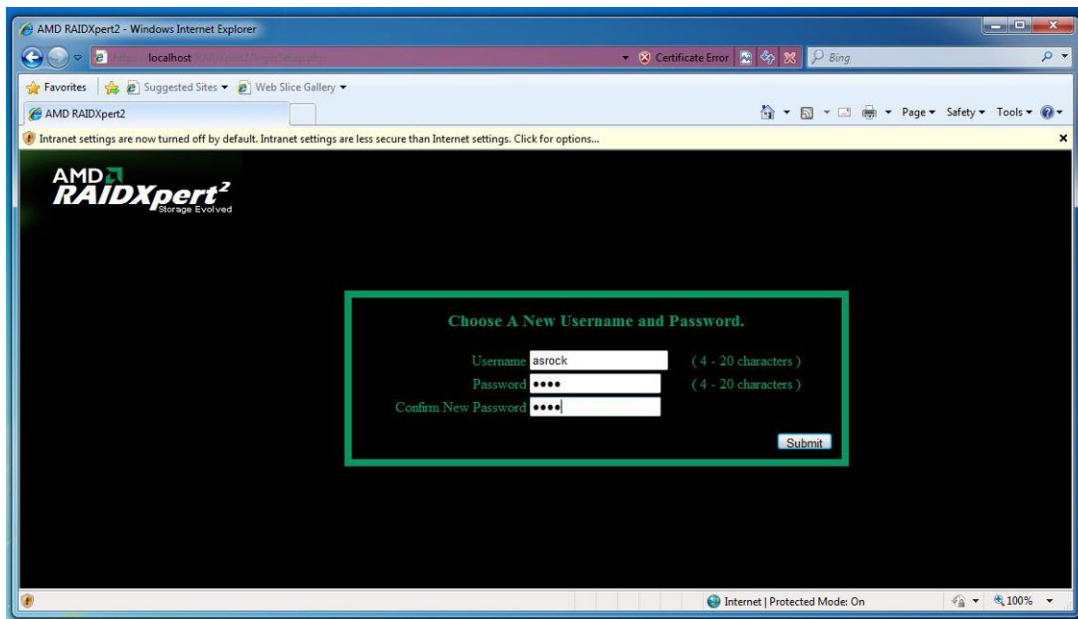 AMD RAIDXpert2 - Windows Internet Explorer
localhost
Certificate Error
Bing
Favorites
Suggested Sites
Web Slice Gallery
AMD RAIDXpert2
Page
Safety
Tools
Intranet settings are now turned off by default. Intranet settings are less secure than Internet settings. Click for options...
AMD
RAIDXpert2
Storage Evolved
Choose A New Username and Password.
Username asrock ( 4 - 20 characters )
Password •••• ( 4 - 20 characters )
Confirm New Password ••••
Submit
Internet | Protected Mode: On
100%